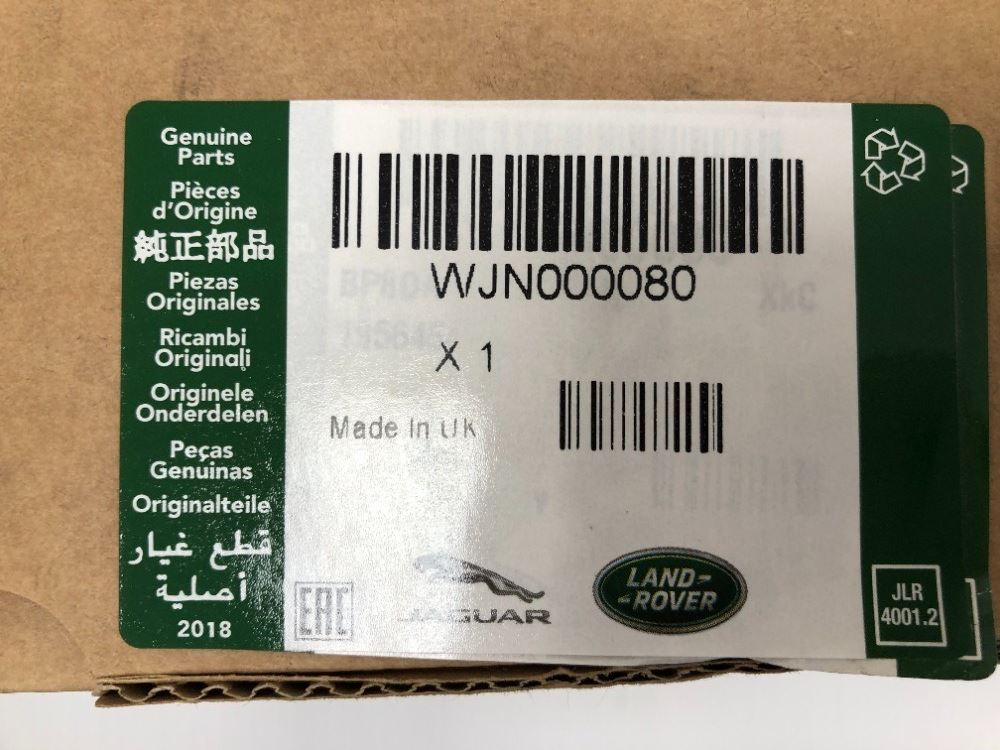 Genuine
Parts
Pièces
d'Origine
純正部品
Piezas
Originales
Ricambi
Originali
Originele
Onderdelen
Peças
Genuinas
Originalteile
قطع غيار
أصلية
2018
WJN000080
X 1
Made In UK
EAC
JAGUAR
LAND-
-ROVER
JLR
4001.2